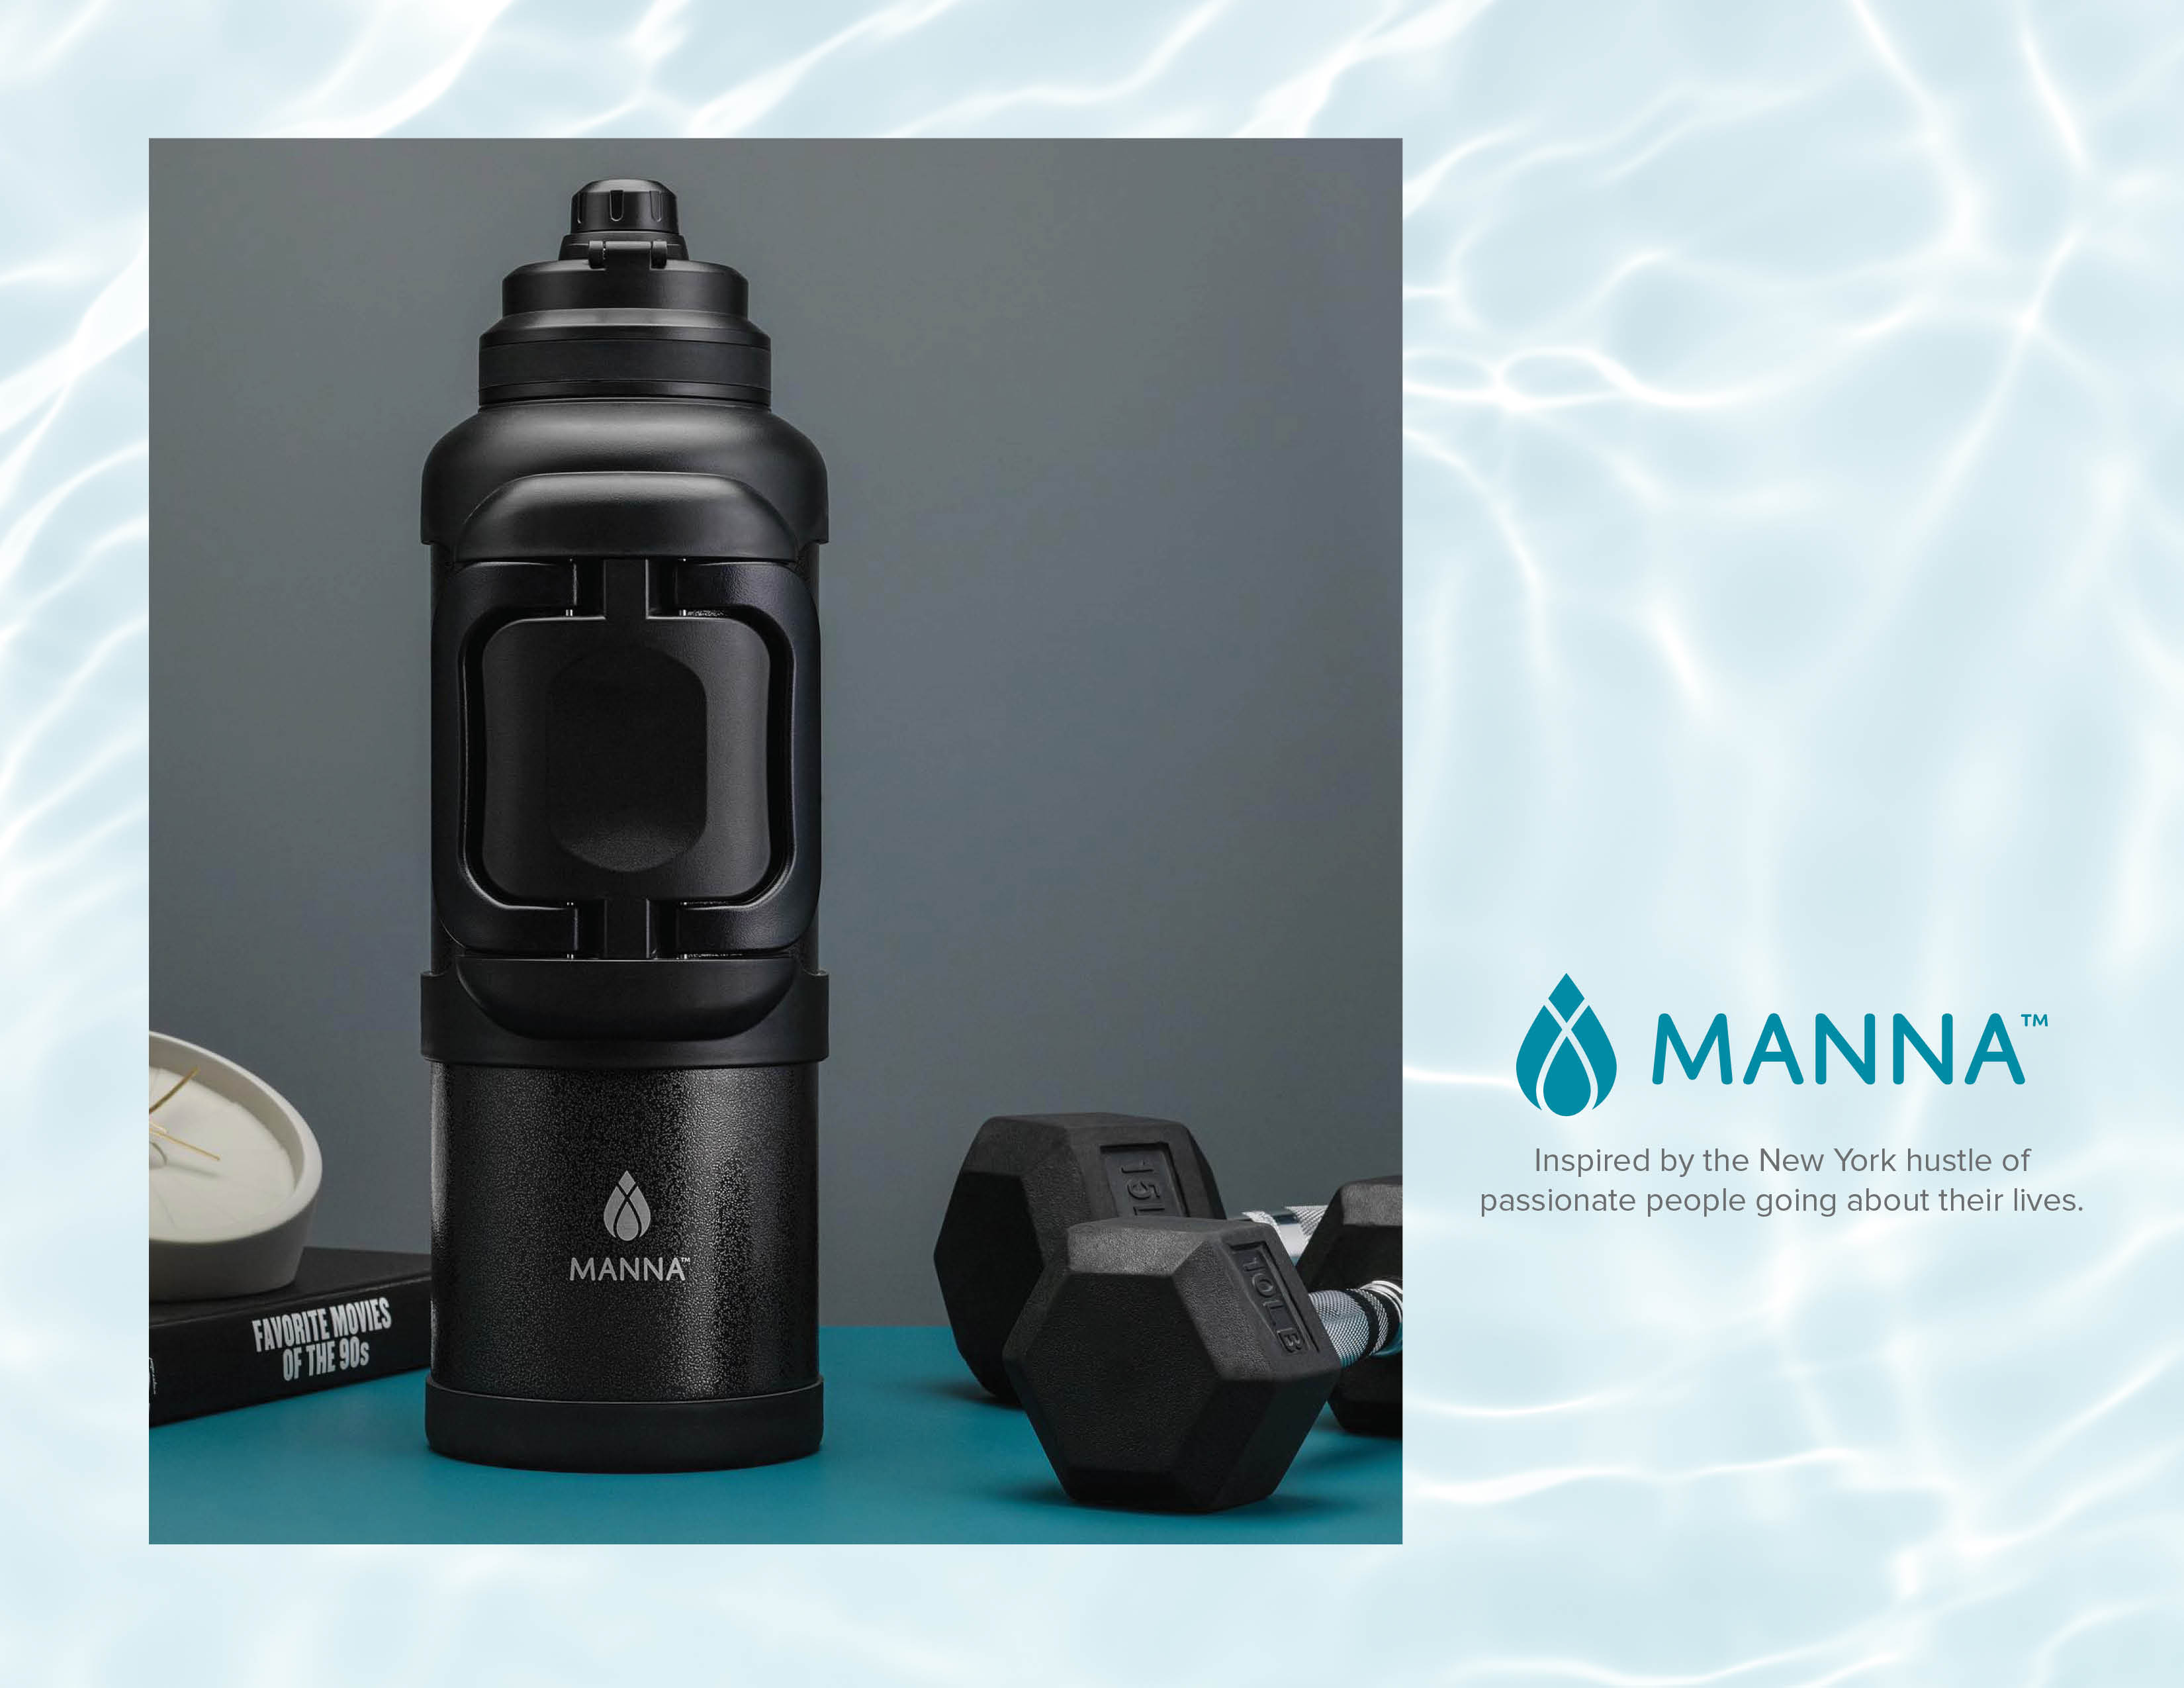 FAVORITE MOVIES
OF THE 90s
MANNA™
15L
10LB
MANNA™
Inspired by the New York hustle of
passionate people going about their lives.